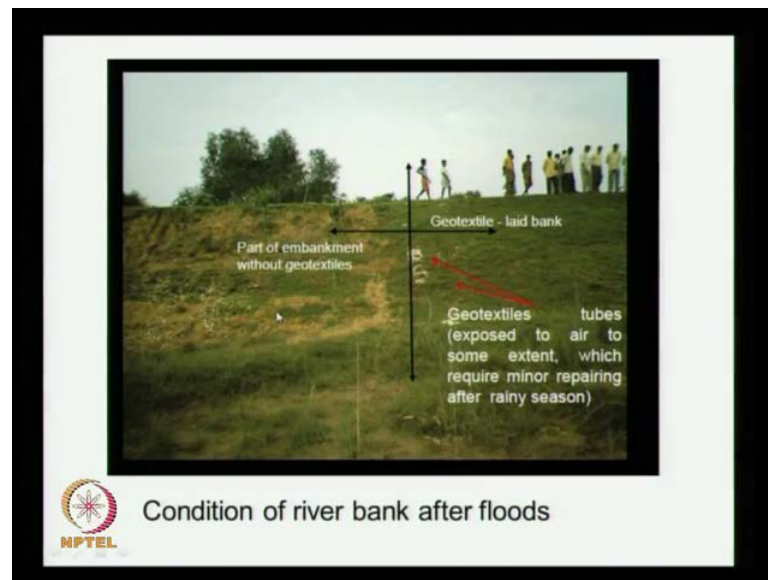 Geotextile - laid bank
Part of embankment
without geotextiles
Geotextiles tubes
(exposed to air to
some extent, which
require minor repairing
after rainy season)
NPTEL
Condition of river bank after floods